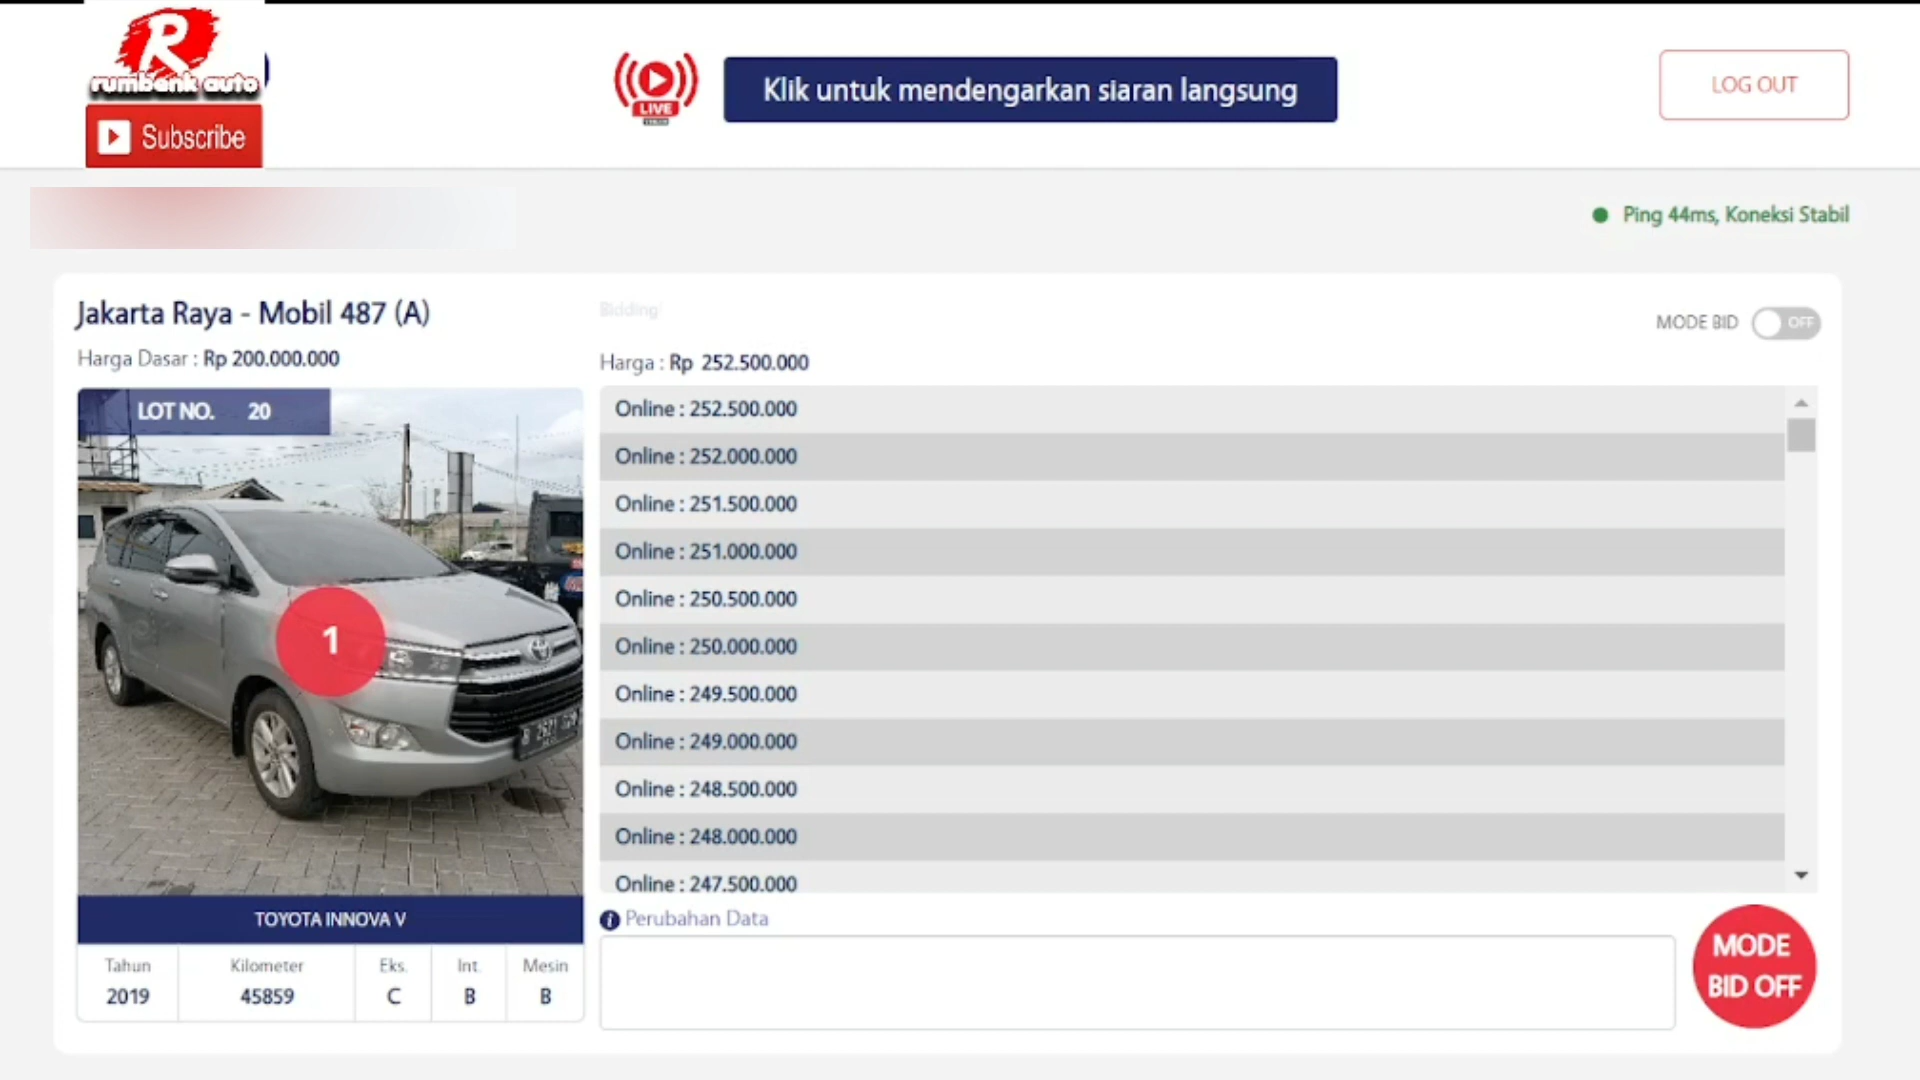 R
rumbank auto
Subscribe
LIVE
Klik untuk mendengarkan siaran langsung
LOG OUT
Ping 44ms, Koneksi Stabil
Jakarta Raya - Mobil 487 (A)
Harga Dasar : Rp 200.000.000
LOT NO. 20
1
TOYOTA INNOVA V
Tahun Kilometer Eks. Int. Mesin
2019 45859 C B B
Bidding
MODE BID OFF
Harga : Rp 252.500.000
Online : 252.500.000
Online : 252.000.000
Online : 251.500.000
Online : 251.000.000
Online : 250.500.000
Online : 250.000.000
Online : 249.500.000
Online : 249.000.000
Online : 248.500.000
Online : 248.000.000
Online : 247.500.000
Perubahan Data
MODE
BID OFF